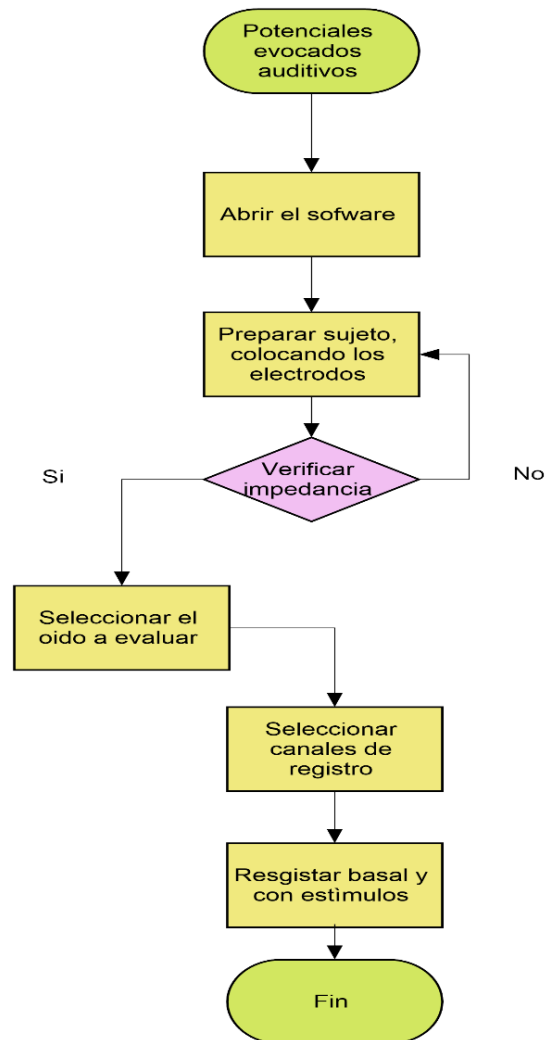 Potenciales
evocados
auditivos
Abrir el sofware
Preparar sujeto,
colocando los
electrodos
Verificar
impedancia
Si
No
Seleccionar el
oido a evaluar
Seleccionar
canales de
registro
Resgistar basal y
con estìmulos
Fin